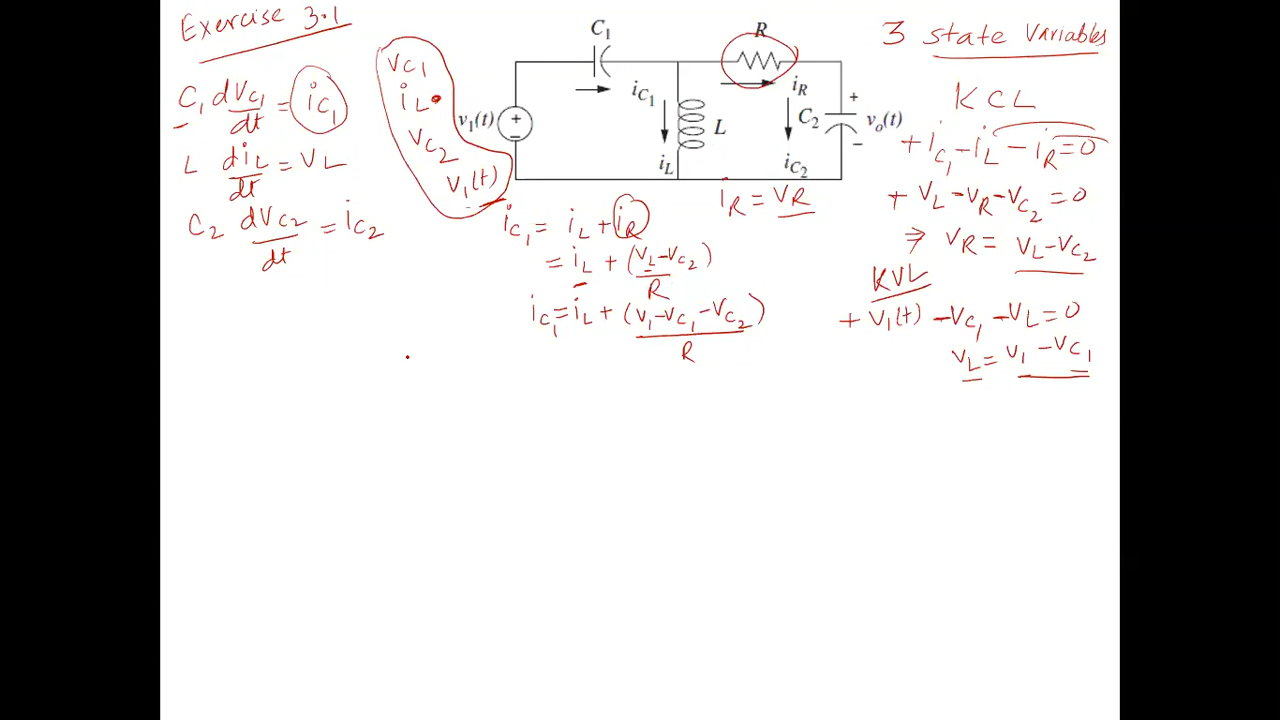 Exercise 3.1
C₁ dVC₁/dt = iC₁
L diL/dt = VL
C₂ dVC₂/dt = iC₂
VC₁
iL
VC₂
V₁(t)
C₁
R
v₁(t)
+
−
iC₁
iL
L
iR
C₂
iC₂
+
vₒ(t)
−
iR = VR
iC₁ = iL + iR
= iL + (VL−VC₂)/R
iC₁ = iL + (V₁−VC₁−VC₂)/R
3 state variables
KCL
+iC₁ − iL − iR = 0
+ VL − VR − VC₂ = 0
⇒ VR = VL − VC₂
KVL
+ V₁(t) − VC₁ − VL = 0
VL = V₁ − VC₁